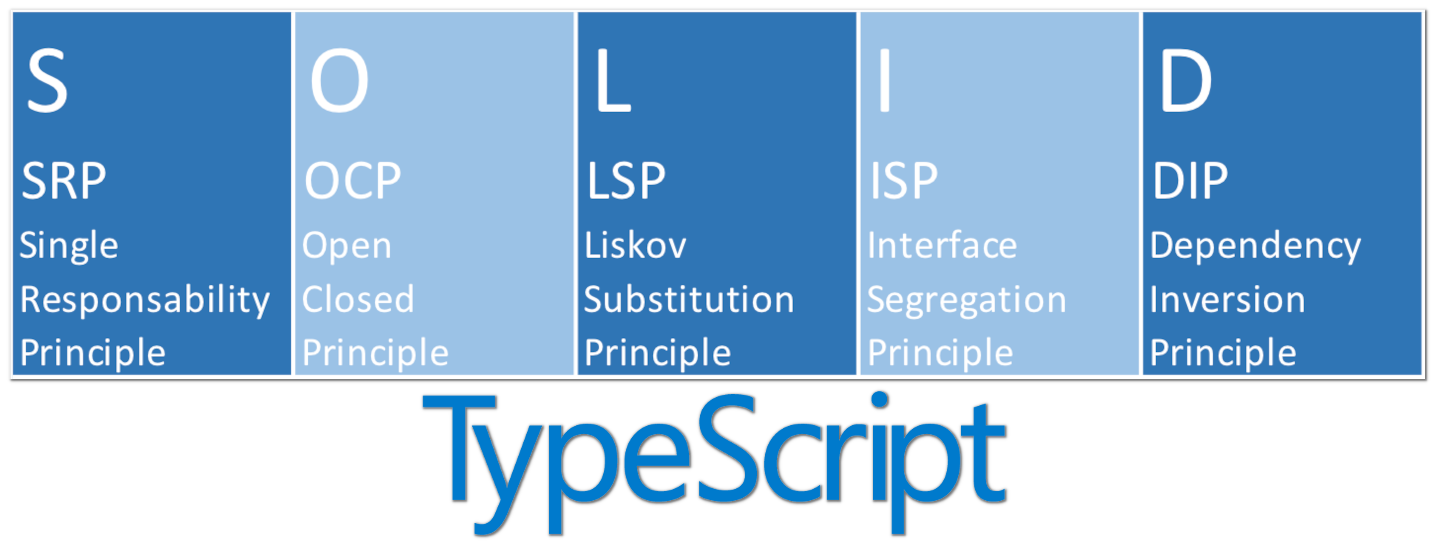 S
SRP
Single
Responsability
Principle
O
OCP
Open
Closed
Principle
L
LSP
Liskov
Substitution
Principle
I
ISP
Interface
Segregation
Principle
D
DIP
Dependency
Inversion
Principle
TypeScript